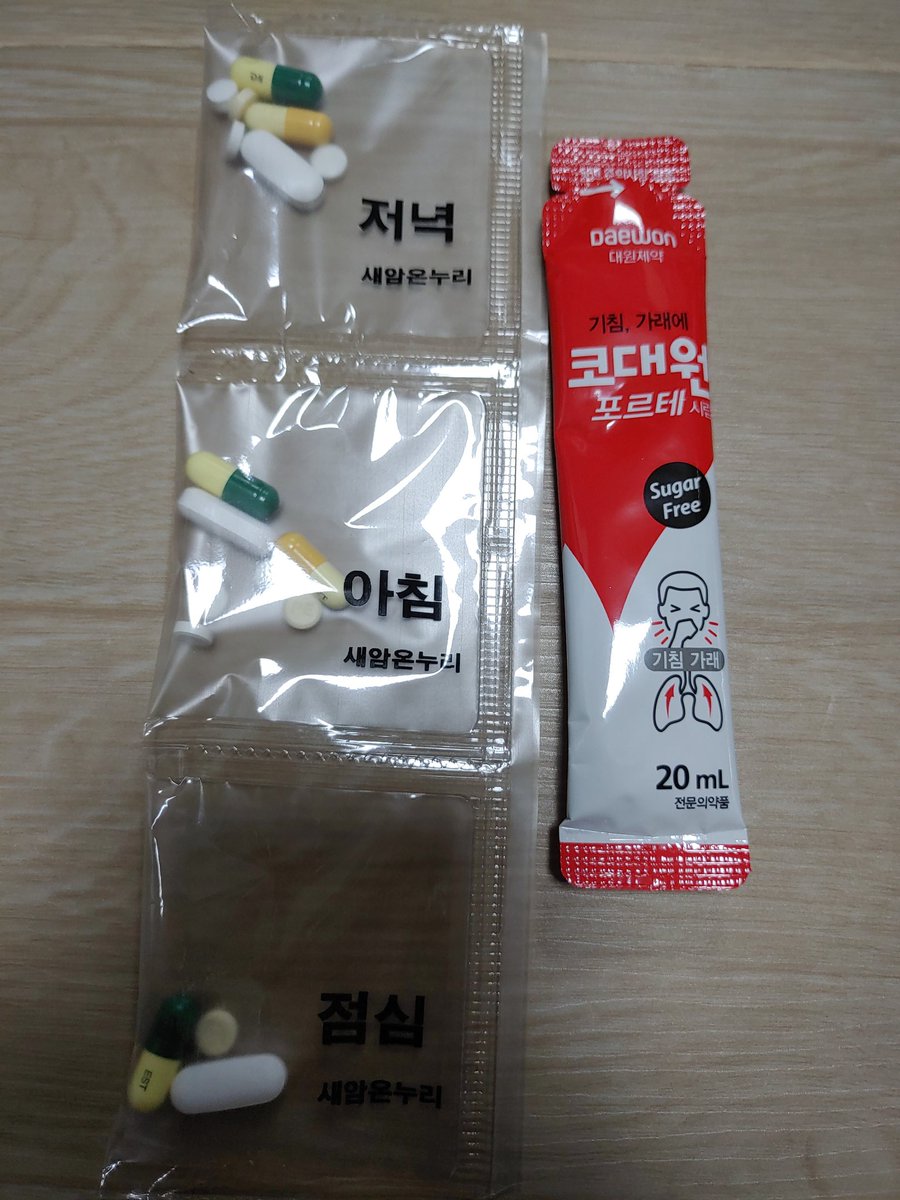 저녁
새암온누리
아침
새암온누리
점심
새암온누리
EST
Daewon
대원제약
기침, 가래에
코대원
포르테
Sugar
Free
기침 가래
20 mL
전문의약품